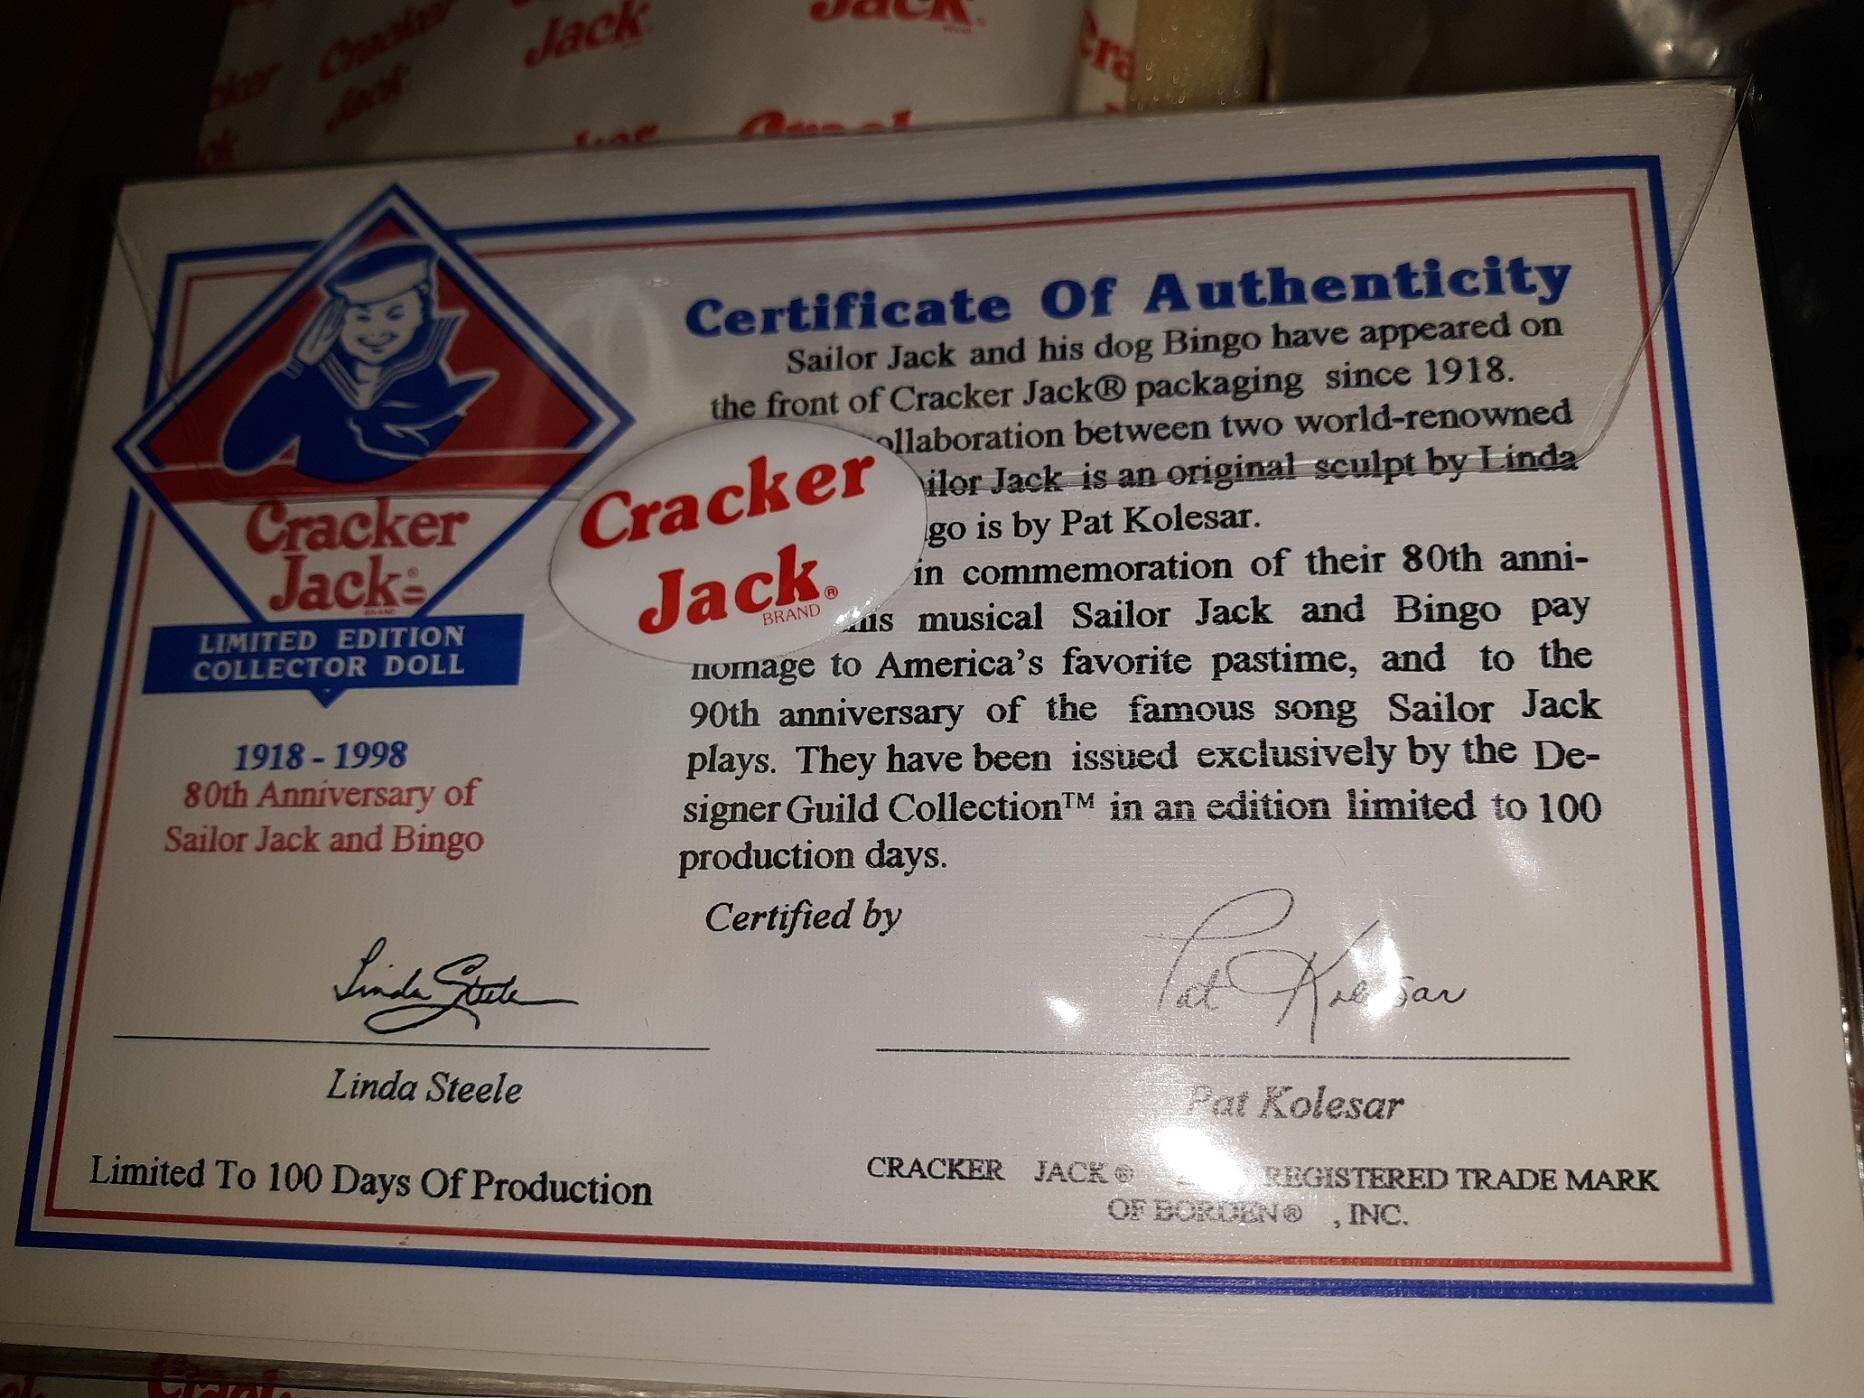 Cracker
Jack
Jack
Jack
Certificate Of Authenticity
Sailor Jack and his dog Bingo have appeared on
the front of Cracker Jack® packaging since 1918.
ollaboration between two world-renowned
ilor Jack is an original sculpt by Linda
go is by Pat Kolesar.
in commemoration of their 80th anni-
musical Sailor Jack and Bingo pay
homage to America's favorite pastime, and to the
90th anniversary of the famous song Sailor Jack
plays. They have been issued exclusively by the De-
signer Guild Collection™ in an edition limited to 100
production days.
Cracker
Jack®
BRAND
Cracker
Jack®
BRAND
LIMITED EDITION
COLLECTOR DOLL
1918 - 1998
80th Anniversary of
Sailor Jack and Bingo
Certified by
Linda Steele
Pat Kolesar
Linda Steele
Pat Kolesar
Limited To 100 Days Of Production
CRACKER JACK® REGISTERED TRADE MARK
OF BORDEN® , INC.